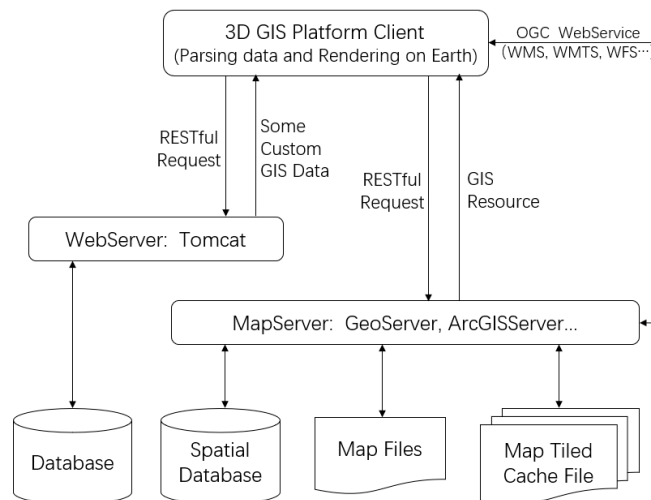 3D GIS Platform Client
(Parsing data and Rendering on Earth)
OGC WebService
(WMS, WMTS, WFS…)
RESTful
Request
Some
Custom
GIS Data
RESTful
Request
GIS
Resource
WebServer: Tomcat
MapServer: GeoServer, ArcGISServer...
Database
Spatial
Database
Map Files
Map Tiled
Cache File